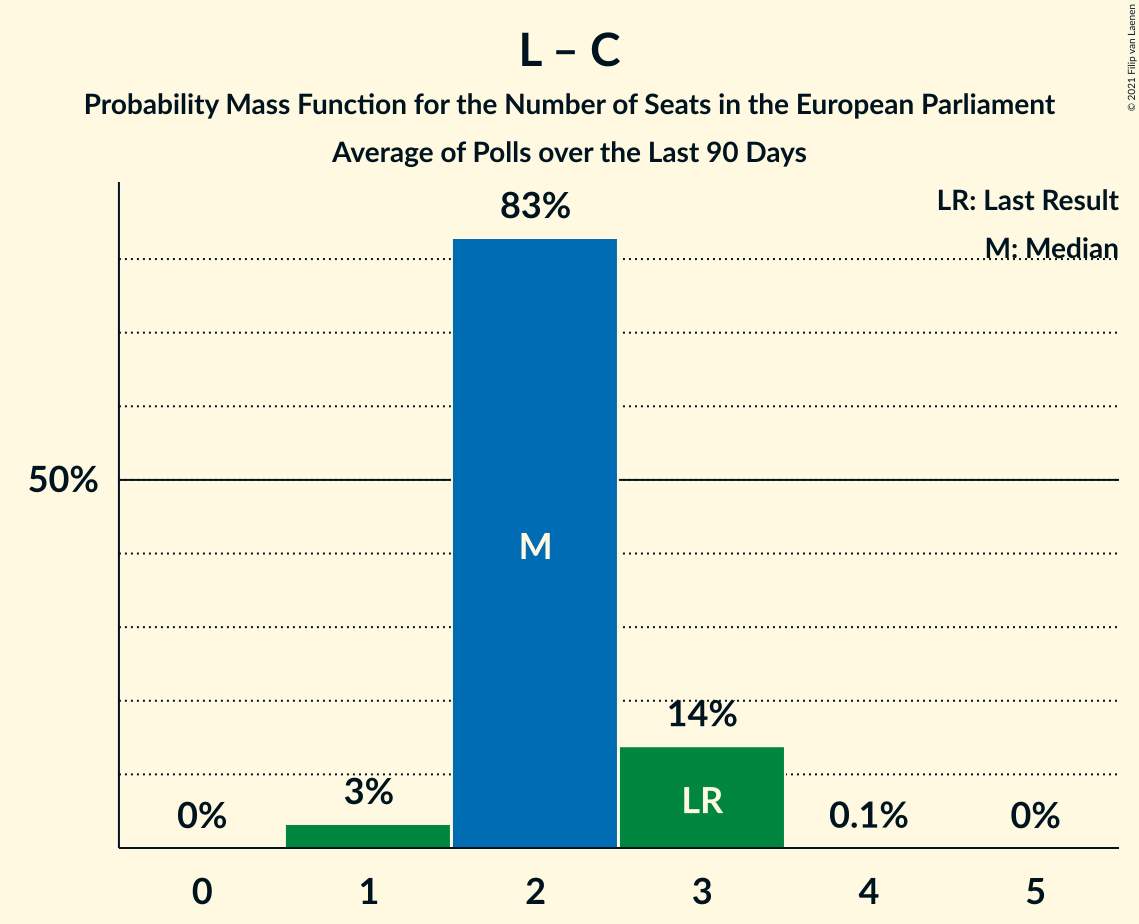 L – C
Probability Mass Function for the Number of Seats in the European Parliament
Average of Polls over the Last 90 Days
© 2021 Filip van Laenen
LR: Last Result
M: Median
83%
50%
M
14%
LR
3%
0%
0.1%
0%
0 1 2 3 4 5